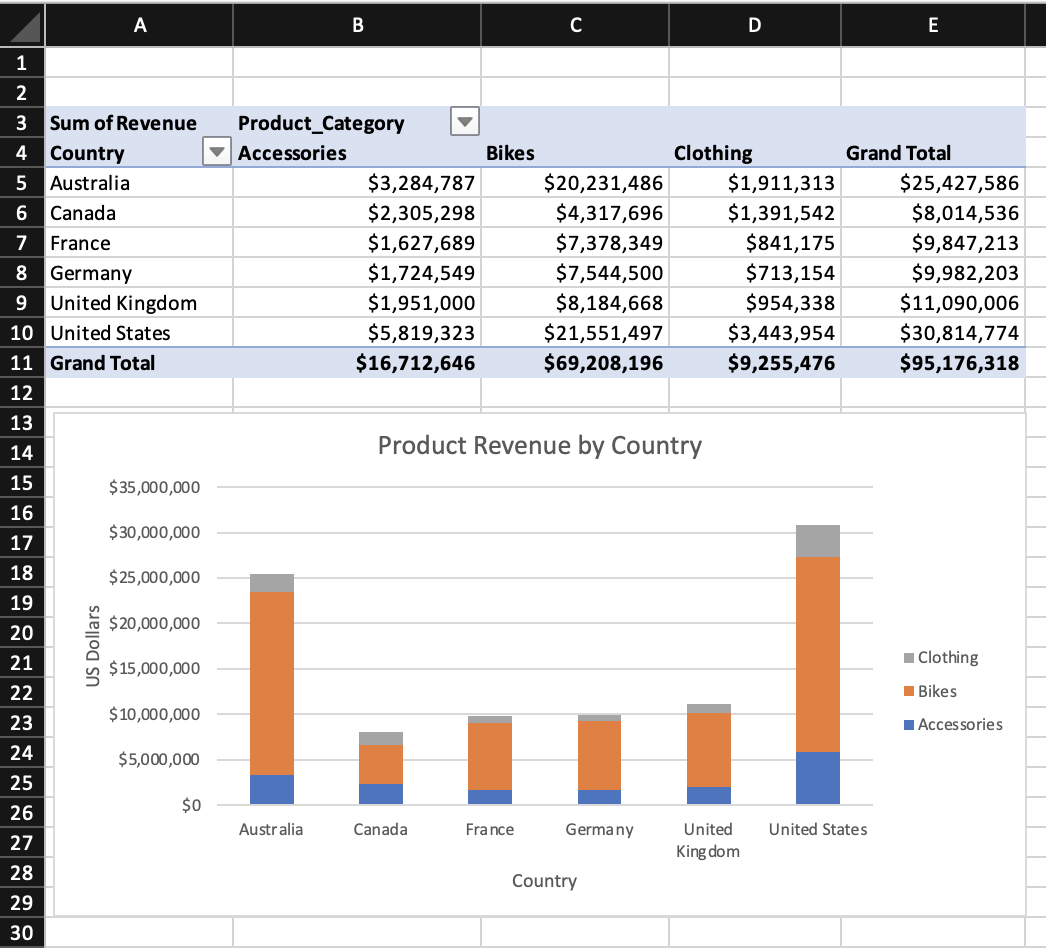 A B C D E
1
2
3 Sum of Revenue Product_Category
4 Country Accessories Bikes Clothing Grand Total
5 Australia $3,284,787 $20,231,486 $1,911,313 $25,427,586
6 Canada $2,305,298 $4,317,696 $1,391,542 $8,014,536
7 France $1,627,689 $7,378,349 $841,175 $9,847,213
8 Germany $1,724,549 $7,544,500 $713,154 $9,982,203
9 United Kingdom $1,951,000 $8,184,668 $954,338 $11,090,006
10 United States $5,819,323 $21,551,497 $3,443,954 $30,814,774
11 Grand Total $16,712,646 $69,208,196 $9,255,476 $95,176,318
12
13
14
15
16
17
18
19
20
21
22
23
24
25
26
27
28
29
30
Product Revenue by Country
US Dollars
$35,000,000
$30,000,000
$25,000,000
$20,000,000
$15,000,000
$10,000,000
$5,000,000
$0
Australia Canada France Germany United Kingdom United States
Country
Clothing
Bikes
Accessories